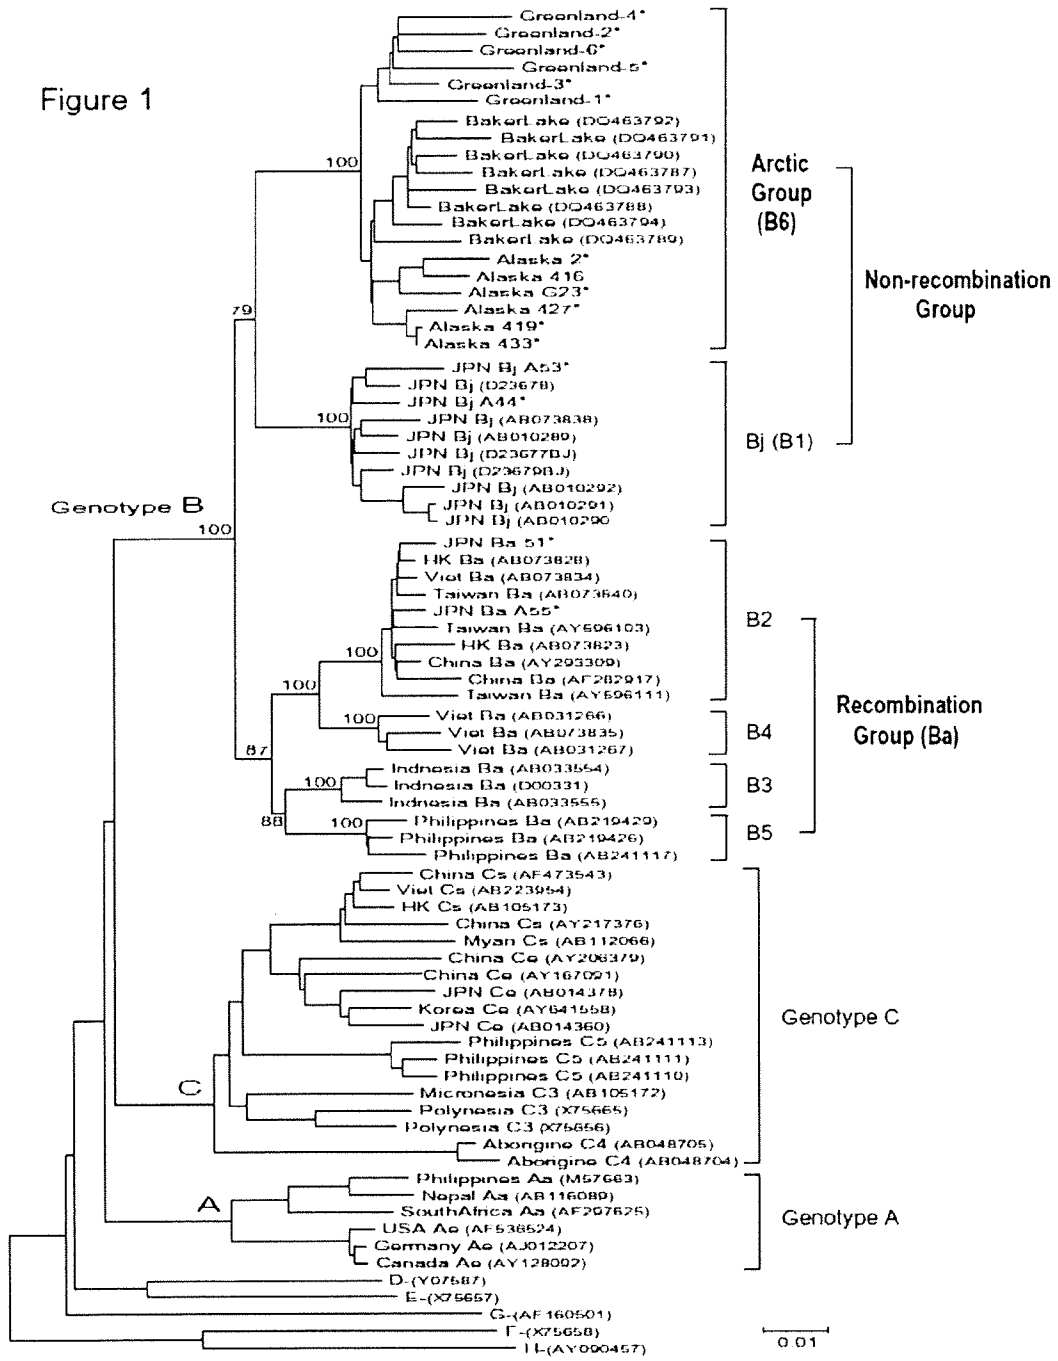 Figure 1
Greenland-4*
Greenland-2*
Greenland-6*
Greenland-5*
Greenland-3*
Greenland-1*
BakerLake (DQ463792)
BakerLake (DQ463791)
BakerLake (DQ463790)
BakerLake (DQ463787)
BakerLake (DQ463793)
BakerLake (DQ463788)
BakerLake (DQ463794)
BakerLake (DQ463789)
Alaska 2*
Alaska 416
Alaska G23*
Alaska 427*
Alaska 419*
Alaska 433*
100
Arctic
Group
(B6)
Non-recombination
Group
79
JPN Bj A53*
JPN Bj (D23678)
JPN Bj A44*
JPN Bj (AB073838)
JPN Bj (AB010289)
JPN Bj (D23677BJ)
JPN Bj (D23679BJ)
JPN Bj (AB010292)
JPN Bj (AB010291)
JPN Bj (AB010290
100
Bj (B1)
Genotype B
100
JPN Ba 51*
HK Ba (AB073828)
Viet Ba (AB073834)
Taiwan Ba (AB073840)
JPN Ba A55*
Taiwan Ba (AY596103)
HK Ba (AB073823)
China Ba (AY293309)
China Ba (AF282917)
Taiwan Ba (AY596111)
100
B2
100
Viet Ba (AB031266)
Viet Ba (AB073835)
Viet Ba (AB031267)
100
B4
Recombination
Group (Ba)
87
Indnesia Ba (AB033554)
Indnesia Ba (D00331)
Indnesia Ba (AB033555)
100
B3
88
Philippines Ba (AB219429)
Philippines Ba (AB219426)
Philippines Ba (AB241117)
100
B5
China Cs (AF473543)
Viet Cs (AB223954)
HK Cs (AB105173)
China Cs (AY217376)
Myan Cs (AB112066)
China Ce (AY206379)
China Ce (AY167091)
JPN Ce (AB014378)
Korea Ce (AY641558)
JPN Ce (AB014360)
Philippines C5 (AB241113)
Philippines C5 (AB241111)
Philippines C5 (AB241110)
Micronesia C3 (AB105172)
Polynesia C3 (X75665)
Polynesia C3 (X75656)
Aborigine C4 (AB048705)
Aborigine C4 (AB048704)
C
Genotype C
Philippines Aa (M57663)
Nepal Aa (AB116089)
SouthAfrica Aa (AF297625)
USA Ae (AF536524)
Germany Ae (AJ012207)
Canada Ae (AY128092)
A
Genotype A
D-(Y07587)
E-(X75657)
G-(AF160501)
F-(X75658)
H-(AY090457)
0.01